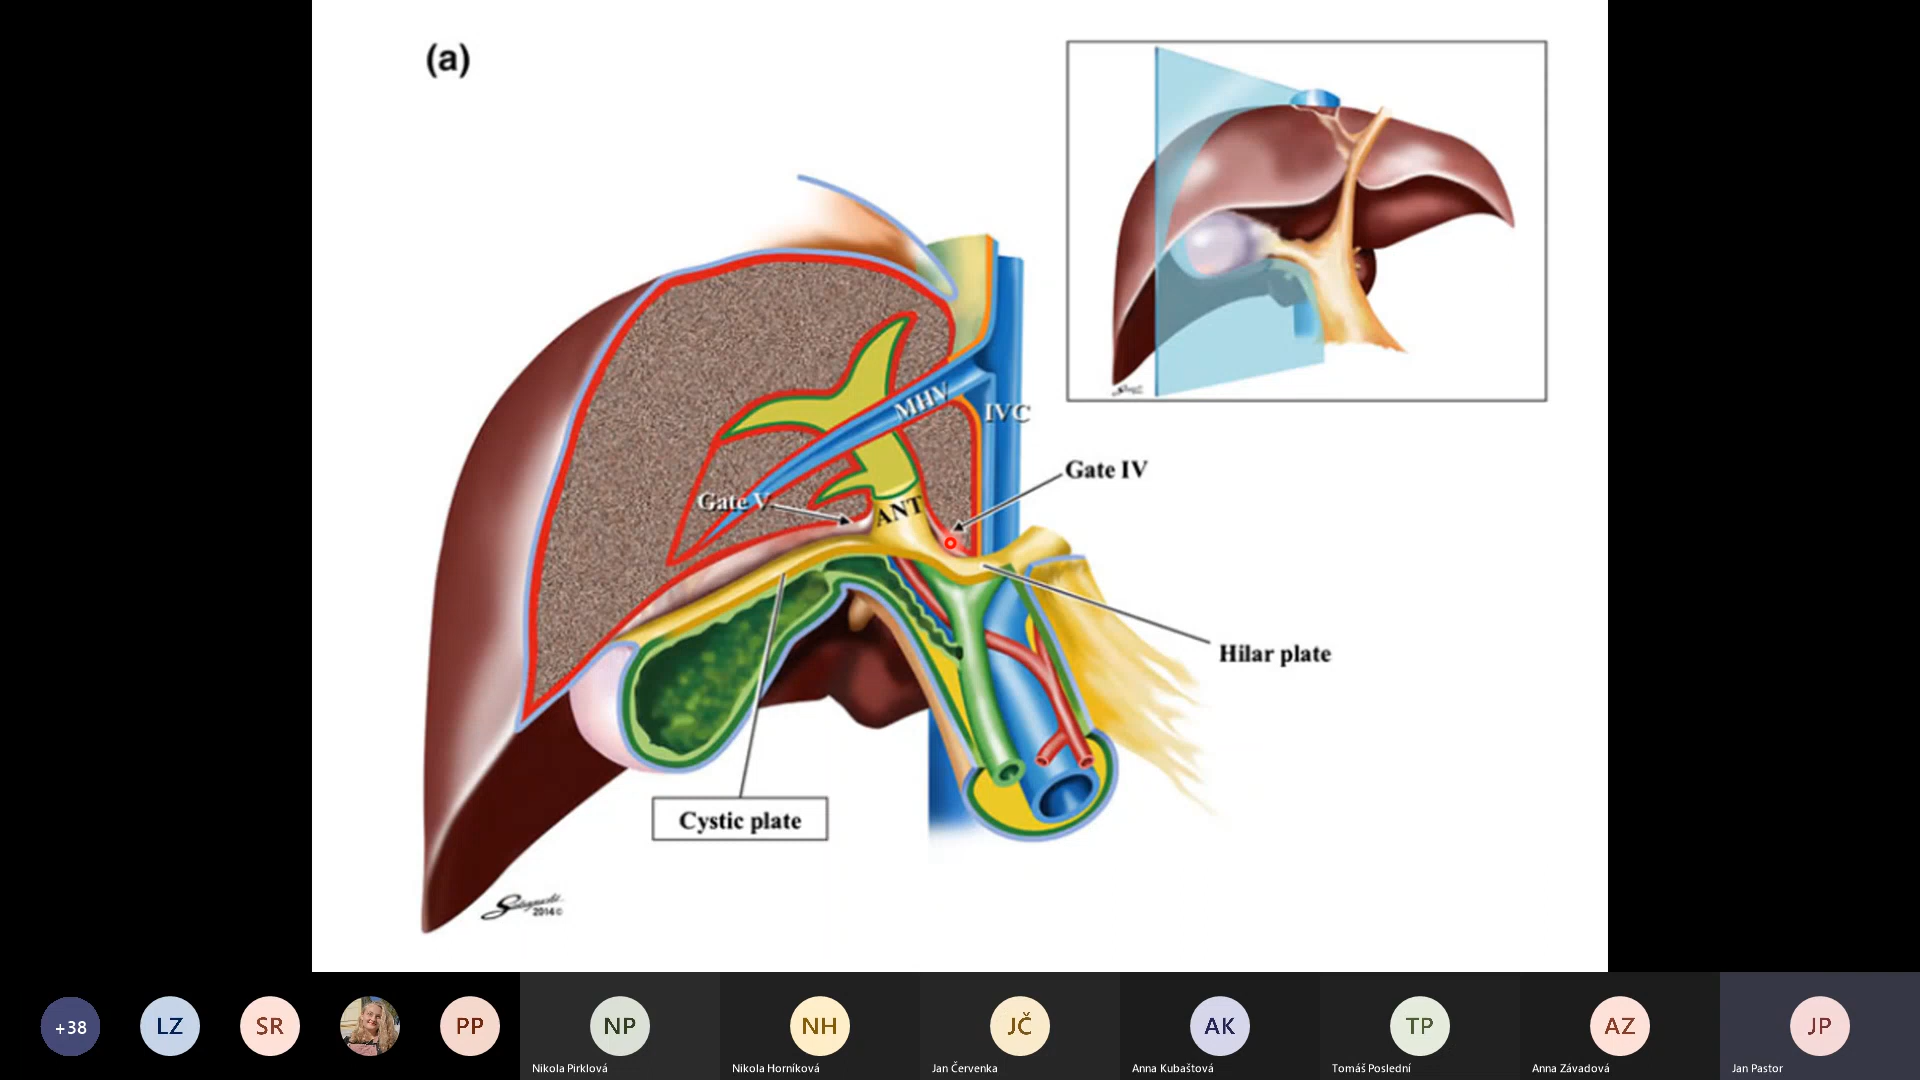 (a)
MHV
IVC
Gate IV
Gate V
ANT
Hilar plate
Cystic plate
2014©
+38
LZ
SR
PP
NP
NH
JČ
AK
TP
AZ
JP
Nikola Pirklová
Nikola Horníková
Jan Červenka
Anna Kubaštová
Tomáš Poslední
Anna Závadová
Jan Pastor